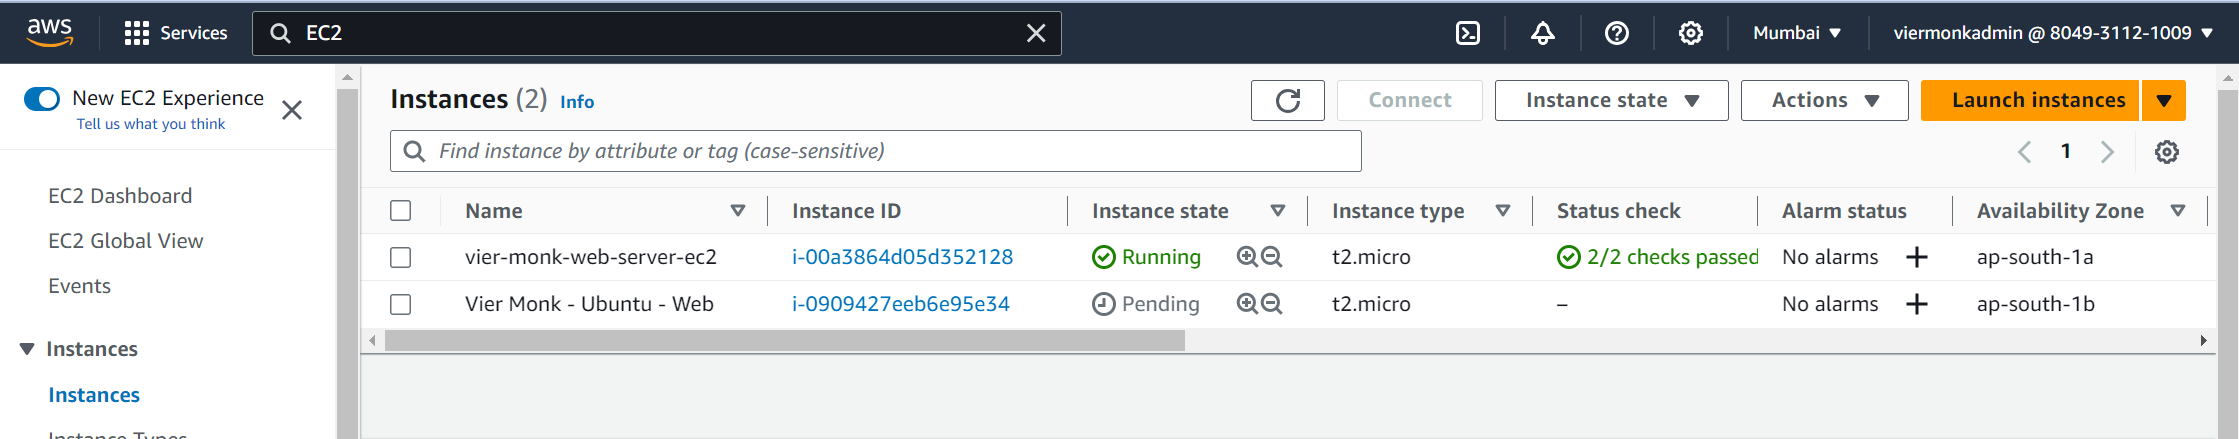 aws Services EC2 Mumbai viermonkadmin @ 8049-3112-1009
New EC2 Experience
Tell us what you think
EC2 Dashboard
EC2 Global View
Events
Instances
Instances
Instance Types
Instances (2) Info Connect Instance state Actions Launch instances
Find instance by attribute or tag (case-sensitive) 1
Name Instance ID Instance state Instance type Status check Alarm status Availability Zone
vier-monk-web-server-ec2 i-00a3864d05d352128 Running t2.micro 2/2 checks passed No alarms + ap-south-1a
Vier Monk - Ubuntu - Web i-0909427eeb6e95e34 Pending t2.micro – No alarms + ap-south-1b